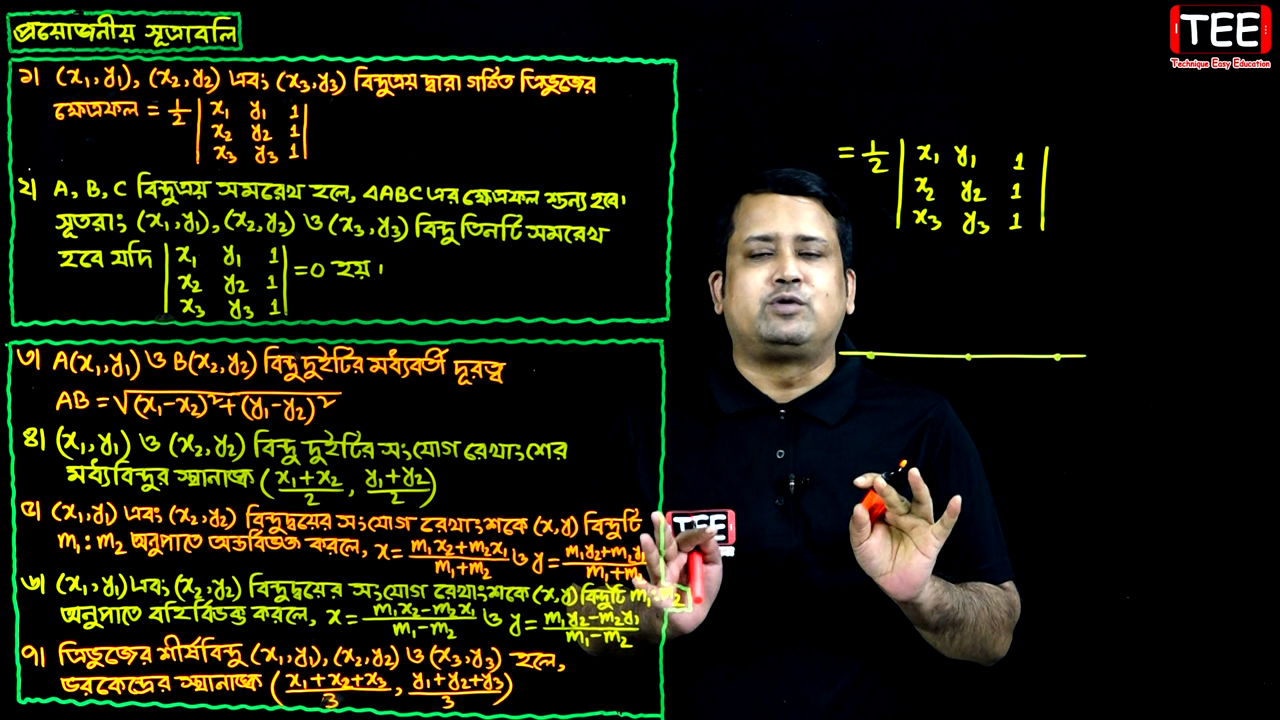 প্রয়োজনীয় সূত্রাবলি
১। (x₁, y₁), (x₂, y₂) এবং (x₃, y₃) বিন্দুত্রয় দ্বারা গঠিত ত্রিভুজের
ক্ষেত্রফল = 1/2 | x₁ y₁ 1 |
| x₂ y₂ 1 |
| x₃ y₃ 1 |
২। A, B, C বিন্দুত্রয় সমরেখ হলে, ∆ABC এর ক্ষেত্রফল শূন্য হবে।
সুতরাং (x₁, y₁), (x₂, y₂) ও (x₃, y₃) বিন্দু তিনটি সমরেখ
হবে যদি | x₁ y₁ 1 |
| x₂ y₂ 1 | = 0 হয়।
| x₃ y₃ 1 |
৩। A(x₁, y₁) ও B(x₂, y₂) বিন্দু দুইটির মধ্যবর্তী দূরত্ব
AB = √(x₁-x₂)²+(y₁-y₂)²
৪। (x₁, y₁) ও (x₂, y₂) বিন্দু দুইটির সংযোগ রেখাংশের
মধ্যবিন্দুর স্থানাঙ্ক ( x₁+x₂/2 , y₁+y₂/2 )
৫। (x₁, y₁) এবং (x₂, y₂) বিন্দুদ্বয়ের সংযোগ রেখাংশকে (x, y) বিন্দুটি
m₁ : m₂ অনুপাতে অন্তর্বিভক্ত করলে, x = m₁x₂+m₂x₁/m₁+m₂ ও y = m₁y₂+m₂y₁/m₁+m₂
৬। (x₁, y₁) এবং (x₂, y₂) বিন্দুদ্বয়ের সংযোগ রেখাংশকে (x, y) বিন্দুটি m₁ : m₂
অনুপাতে বহির্বিভক্ত করলে, x = m₁x₂-m₂x₁/m₁-m₂ ও y = m₁y₂-m₂y₁/m₁-m₂
৭। ত্রিভুজের শীর্ষবিন্দু (x₁, y₁), (x₂, y₂) ও (x₃, y₃) হলে,
ভরকেন্দ্রের স্থানাঙ্ক ( x₁+x₂+x₃/3 , y₁+y₂+y₃/3 )
TEE
Technique Easy Education
= 1/2 | x₁ y₁ 1 |
| x₂ y₂ 1 |
| x₃ y₃ 1 |
TEE